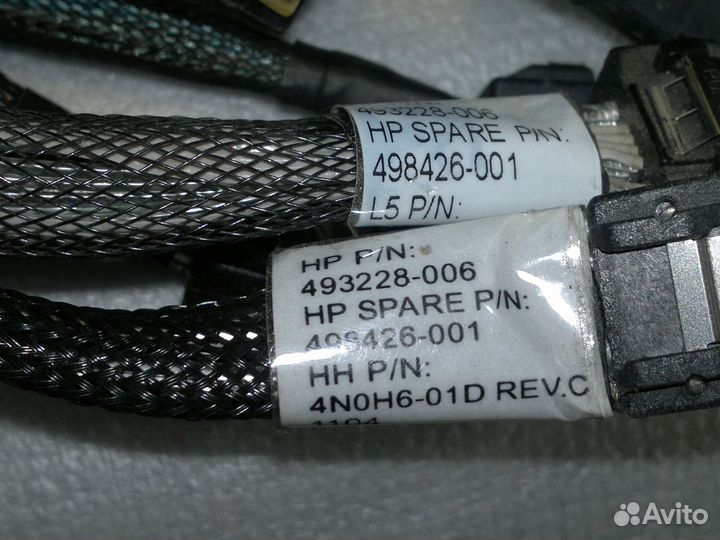 493228-006
HP SPARE P/N:
498426-001
L5 P/N:
HP P/N:
493228-006
HP SPARE P/N:
498426-001
HH P/N:
4N0H6-01D REV.C
1194
Avito